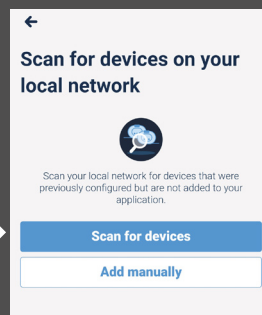 Scan for devices on your
local network
Scan your local network for devices that were
previously configured but are not added to your
application.
Scan for devices
Add manually